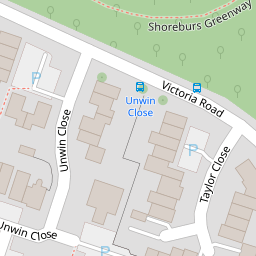 Shoreburs Greenway
P
Victoria Road
Unwin
Close
Unwin Close
P
Taylor Close
Unwin Close
P